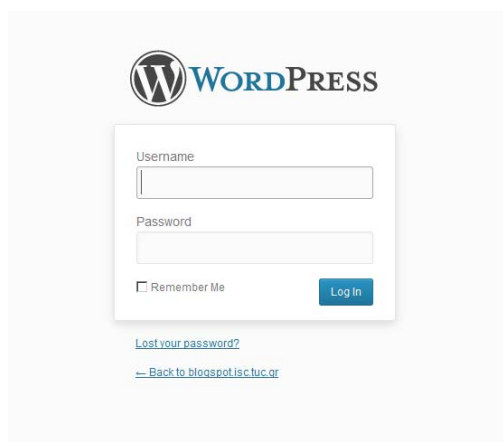 WORDPRESS
Username
Password
Remember Me
Log In
Lost your password?
← Back to blogspot.isc.tuc.gr